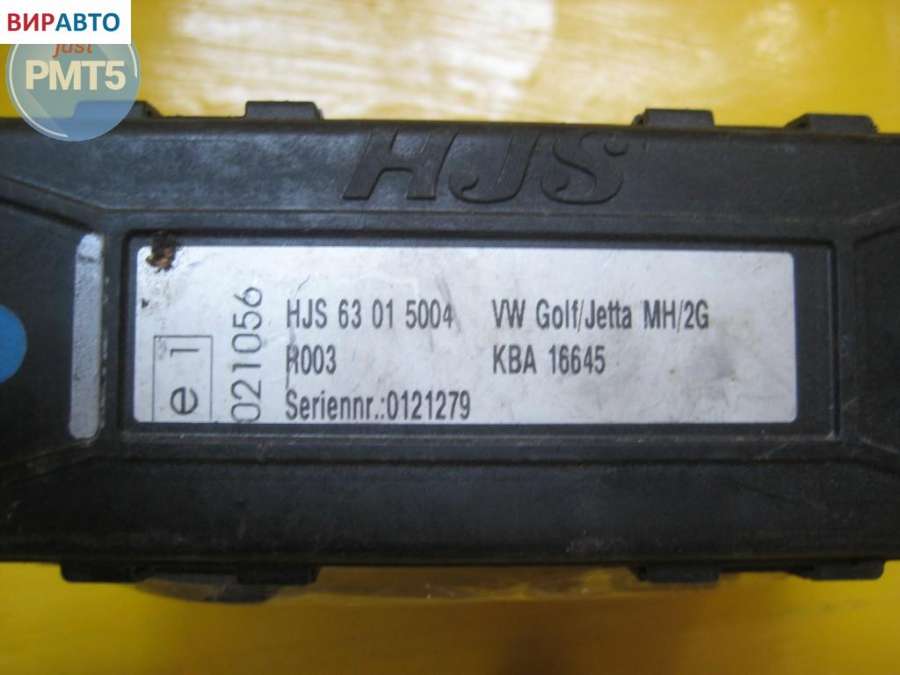 ВИРАВТО
just
PMT5
HJS
e 1
021056
HJS 63 01 5004 VW Golf/Jetta MH/2G
R003 KBA 16645
Seriennr.:0121279